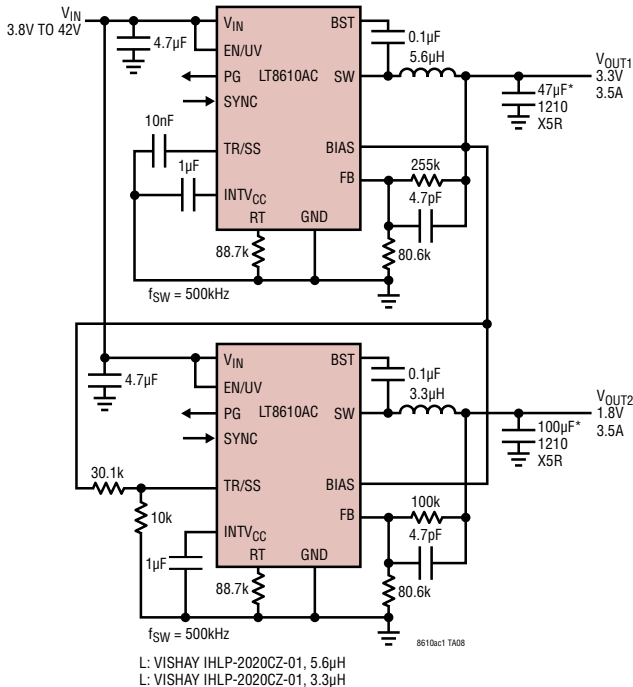 VIN
3.8V TO 42V
4.7µF
VIN
EN/UV
PG
SYNC
TR/SS
INTVCC
RT
GND
LT8610AC
BST
SW
BIAS
FB
0.1µF
5.6µH
VOUT1
3.3V
3.5A
47µF*
1210
X5R
10nF
1µF
255k
4.7pF
80.6k
88.7k
fSW = 500kHz
4.7µF
VIN
EN/UV
PG
SYNC
TR/SS
INTVCC
RT
GND
LT8610AC
BST
SW
BIAS
FB
0.1µF
3.3µH
VOUT2
1.8V
3.5A
100µF*
1210
X5R
30.1k
10k
1µF
100k
4.7pF
80.6k
88.7k
fSW = 500kHz
8610ac1 TA08
L: VISHAY IHLP-2020CZ-01, 5.6µH
L: VISHAY IHLP-2020CZ-01, 3.3µH